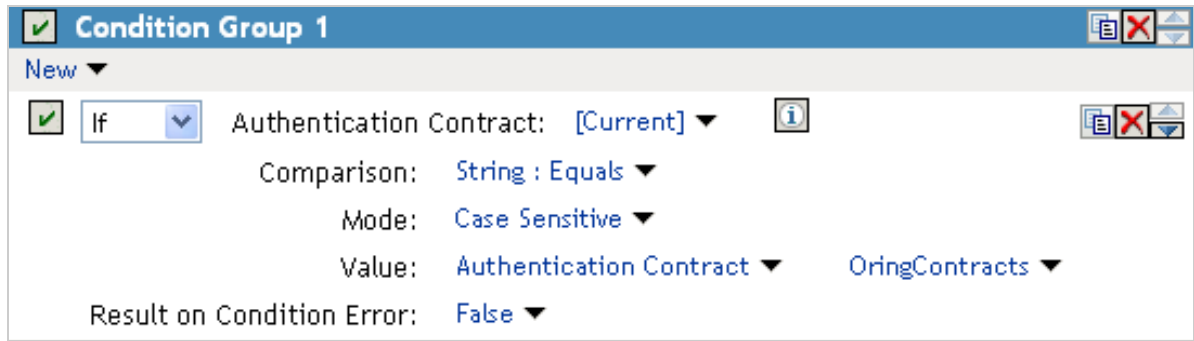 Condition Group 1
New
If Authentication Contract: [Current]
Comparison: String : Equals
Mode: Case Sensitive
Value: Authentication Contract OringContracts
Result on Condition Error: False